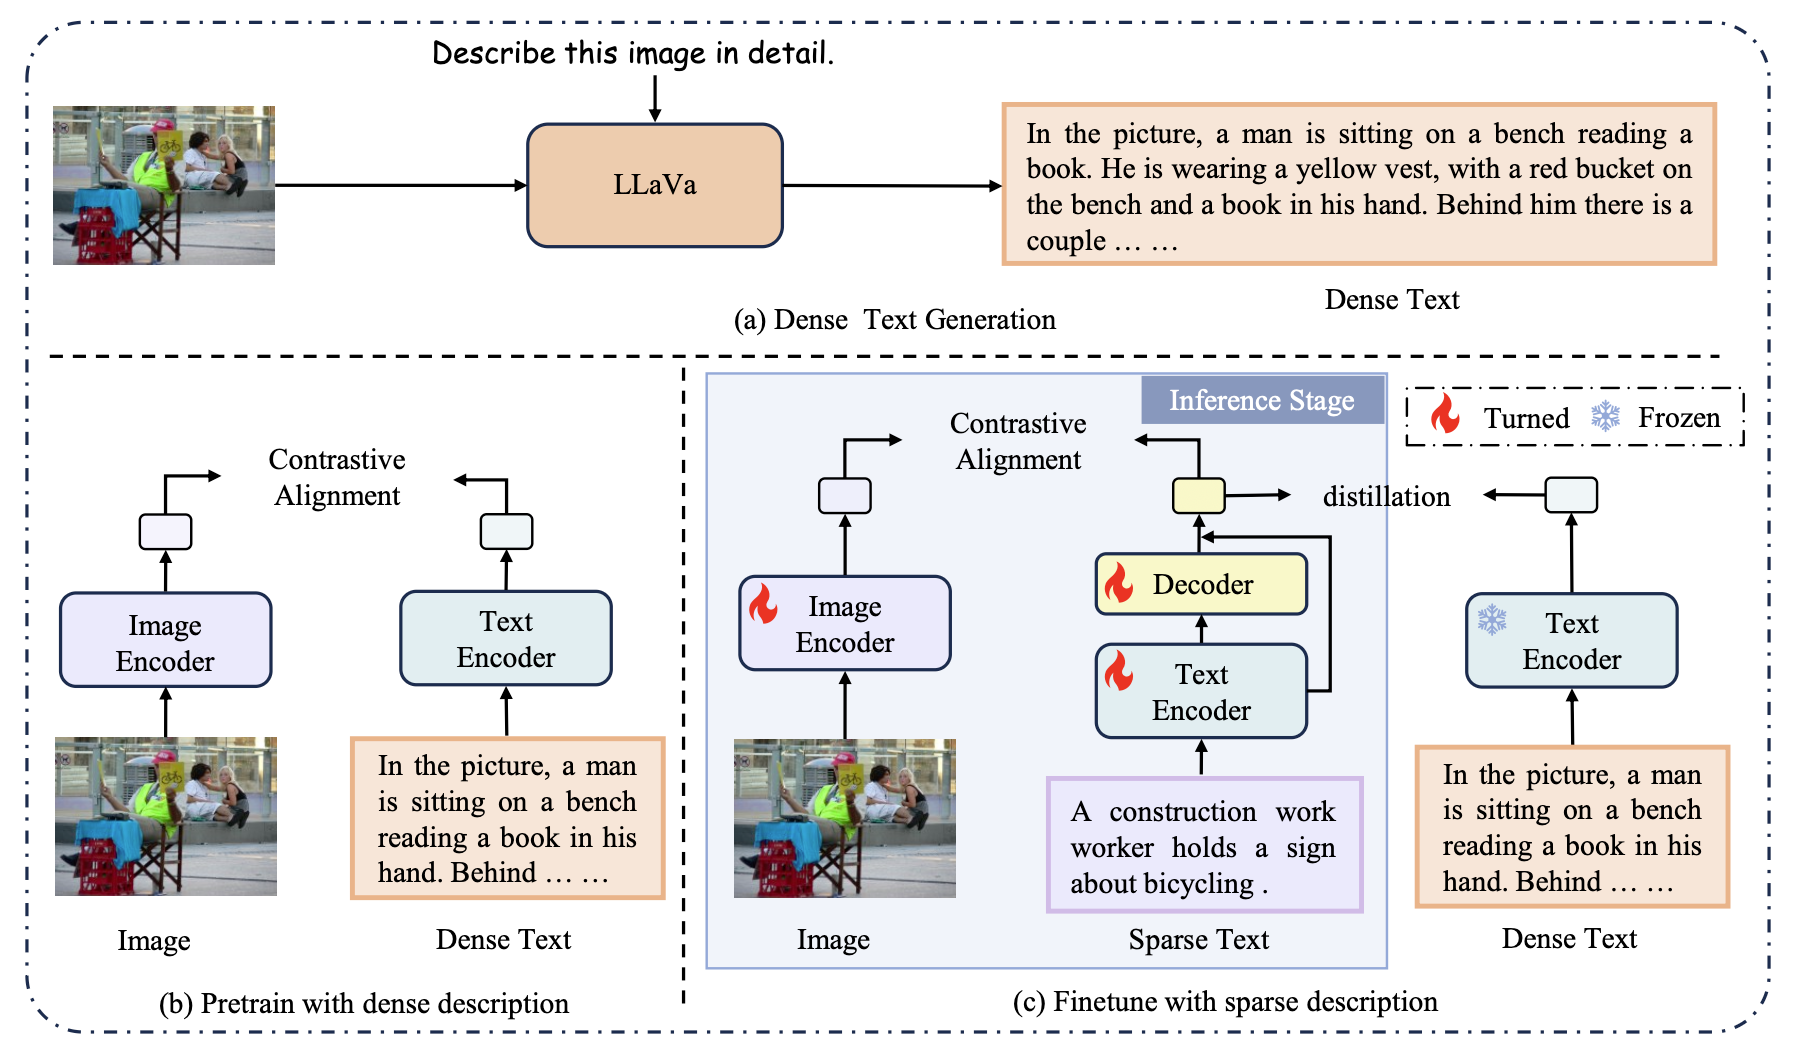 Describe this image in detail.
LLaVa
In the picture, a man is sitting on a bench reading a
book. He is wearing a yellow vest, with a red bucket on
the bench and a book in his hand. Behind him there is a
couple … …
Dense Text
(a) Dense Text Generation
Contrastive
Alignment
Image
Encoder
Text
Encoder
In the picture, a man
is sitting on a bench
reading a book in his
hand. Behind … …
Image
Dense Text
(b) Pretrain with dense description
Inference Stage
Turned
Frozen
Contrastive
Alignment
distillation
Image
Encoder
Decoder
Text
Encoder
Text
Encoder
A construction work
worker holds a sign
about bicycling .
In the picture, a man
is sitting on a bench
reading a book in his
hand. Behind … …
Image
Sparse Text
Dense Text
(c) Finetune with sparse description